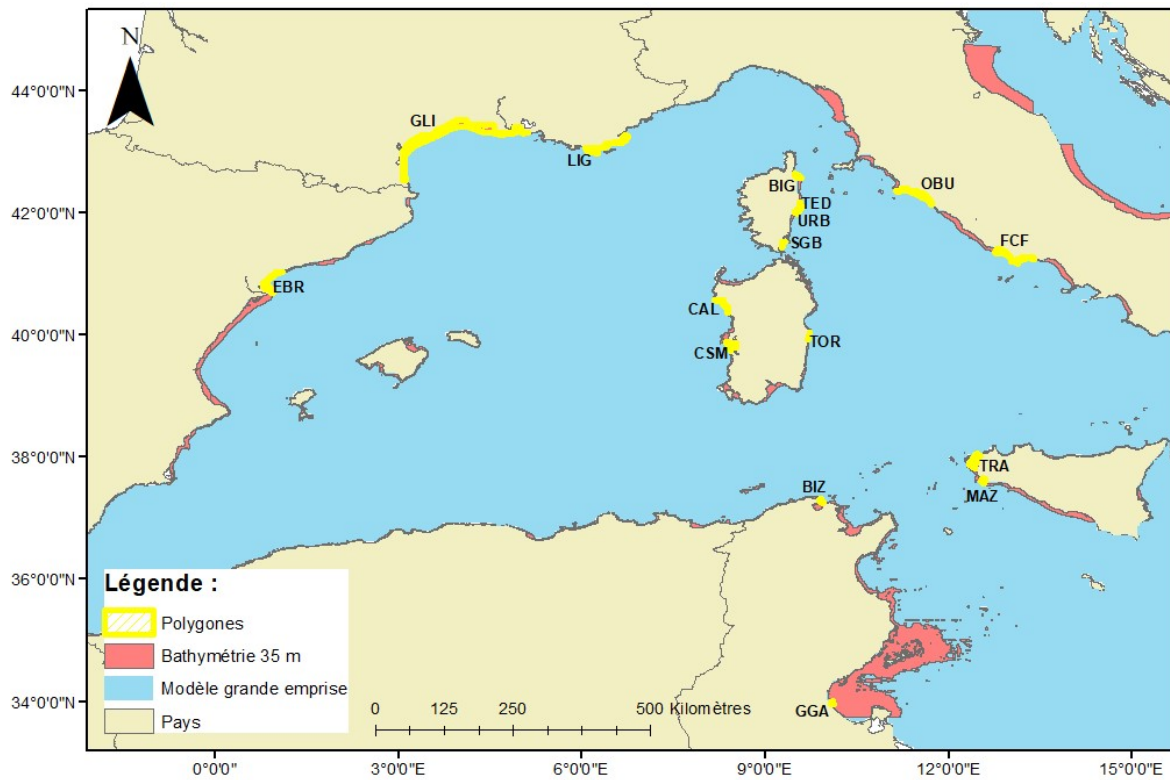 N
44°0'0"N
42°0'0"N
40°0'0"N
38°0'0"N
36°0'0"N
34°0'0"N
GLI
LIG
BIG
TED
URB
SGB
OBU
FCF
EBR
CAL
CSM
TOR
TRA
MAZ
BIZ
GGA
Légende :
Polygones
Bathymétrie 35 m
Modèle grande emprise
Pays
0 125 250 500 Kilomètres
0°0'0" 3°0'0"E 6°0'0"E 9°0'0"E 12°0'0"E 15°0'0"E